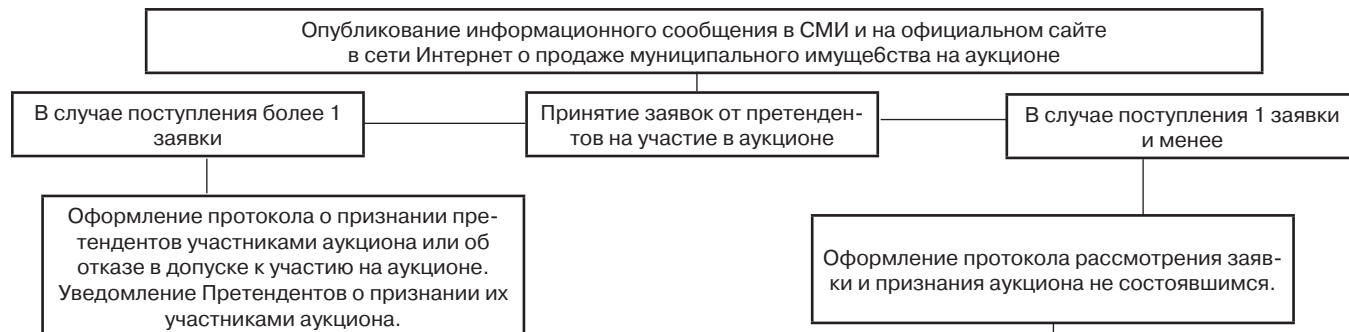 Опубликование информационного сообщения в СМИ и на официальном сайте
в сети Интернет о продаже муниципального имуще6ства на аукционе
В случае поступления более 1
заявки
Принятие заявок от претенден-
тов на участие в аукционе
В случае поступления 1 заявки
и менее
Оформление протокола о признании пре-
тендентов участниками аукциона или об
отказе в допуске к участию на аукционе.
Уведомление Претендентов о признании их
участниками аукциона.
Оформление протокола рассмотрения заяв-
ки и признания аукциона не состоявшимся.